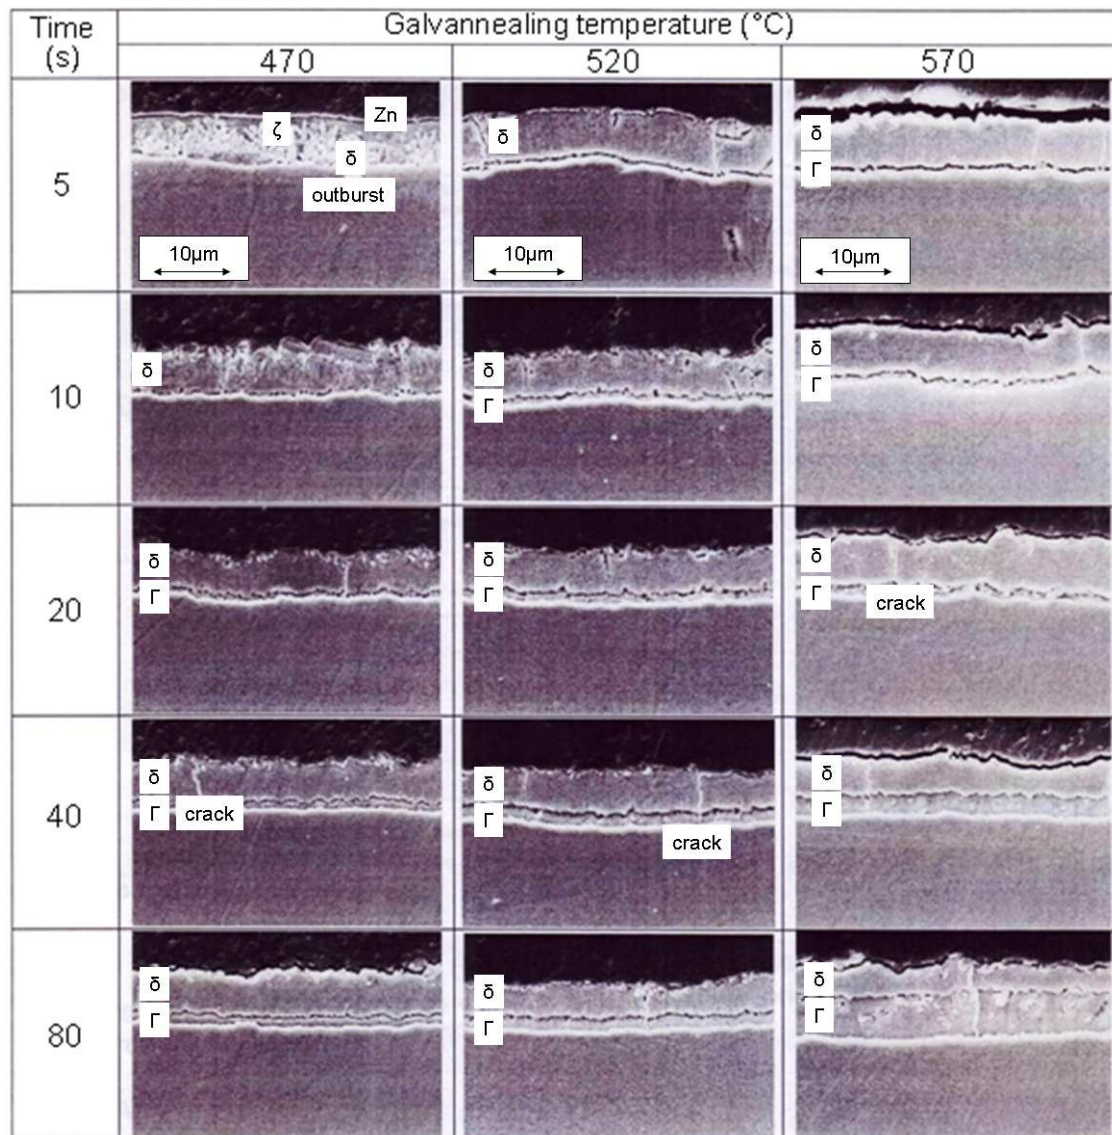 Time
(s)
Galvannealing temperature (°C)
470
520
570
5
ζ
Zn
δ
outburst
10µm
δ
10µm
δ
Γ
10µm
10
δ
δ
Γ
δ
Γ
20
δ
Γ
δ
Γ
δ
Γ
crack
40
δ
Γ
crack
δ
Γ
crack
δ
Γ
80
δ
Γ
δ
Γ
δ
Γ